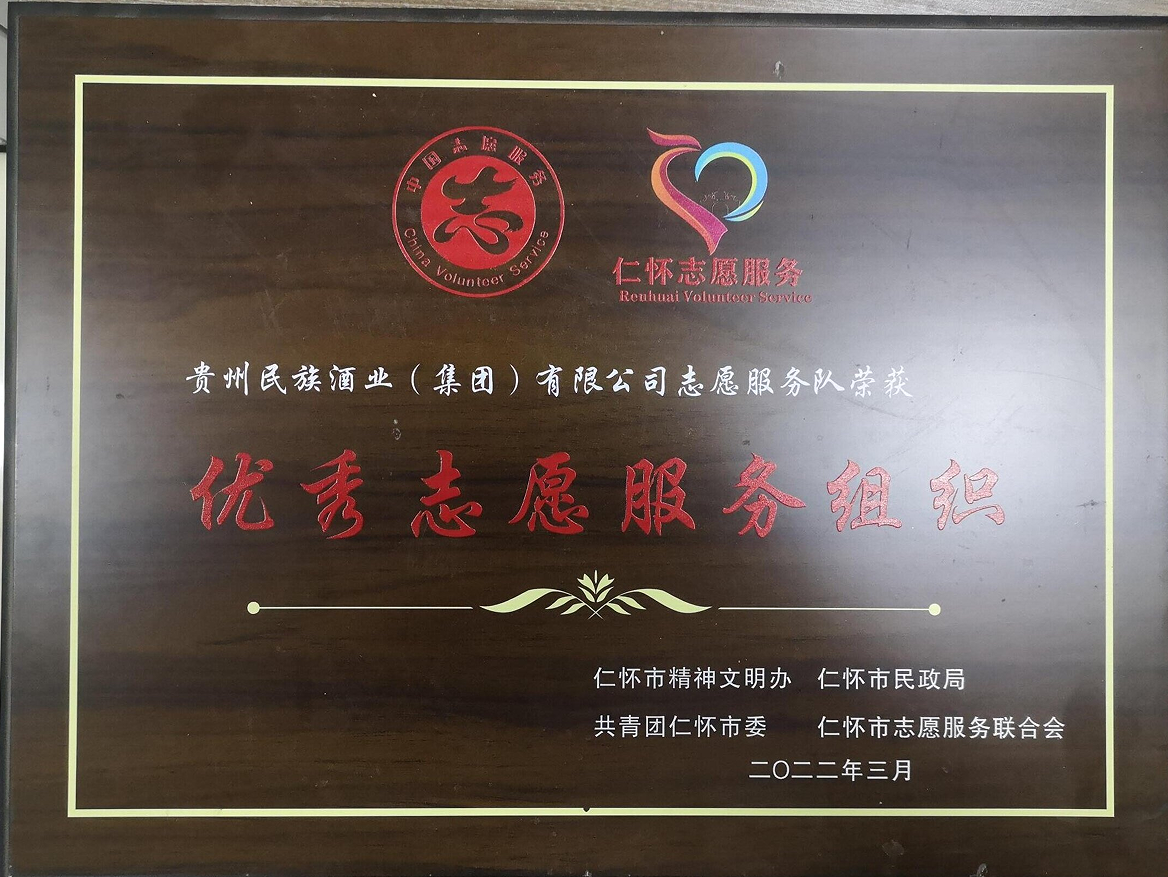 中国志愿服务
志
China Volunteer Service
仁怀志愿服务
Renhuai Volunteer Service
贵州民族酒业（集团）有限公司志愿服务队荣获
优秀志愿服务组织
仁怀市精神文明办 仁怀市民政局
共青团仁怀市委 仁怀市志愿服务联合会
二〇二二年三月